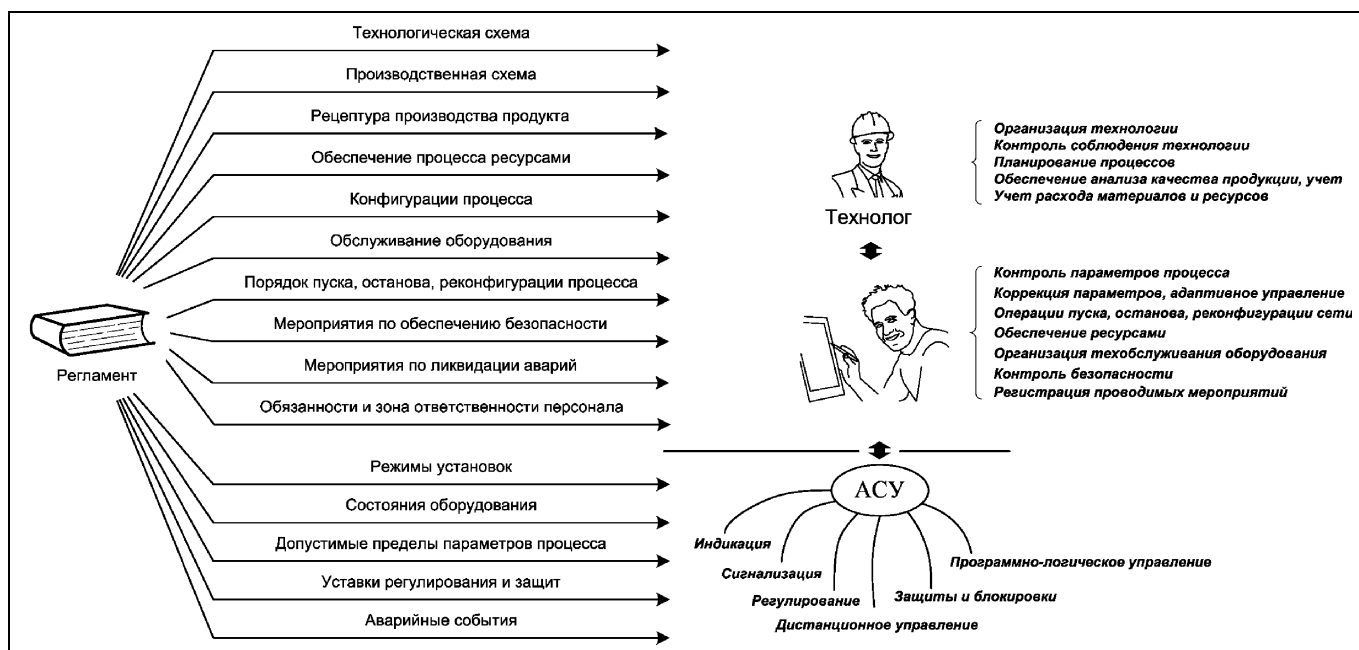 Технологическая схема
Производственная схема
Рецептура производства продукта
Обеспечение процесса ресурсами
Конфигурации процесса
Обслуживание оборудования
Порядок пуска, останова, реконфигурации процесса
Мероприятия по обеспечению безопасности
Мероприятия по ликвидации аварий
Обязанности и зона ответственности персонала
Режимы установок
Состояния оборудования
Допустимые пределы параметров процесса
Уставки регулирования и защит
Аварийные события
Регламент
Технолог
Организация технологии
Контроль соблюдения технологии
Планирование процессов
Обеспечение анализа качества продукции, учет
Учет расхода материалов и ресурсов
Контроль параметров процесса
Коррекция параметров, адаптивное управление
Операции пуска, останова, реконфигурации сети
Обеспечение ресурсами
Организация техобслуживания оборудования
Контроль безопасности
Регистрация проводимых мероприятий
АСУ
Индикация
Сигнализация
Регулирование
Дистанционное управление
Защиты и блокировки
Программно-логическое управление